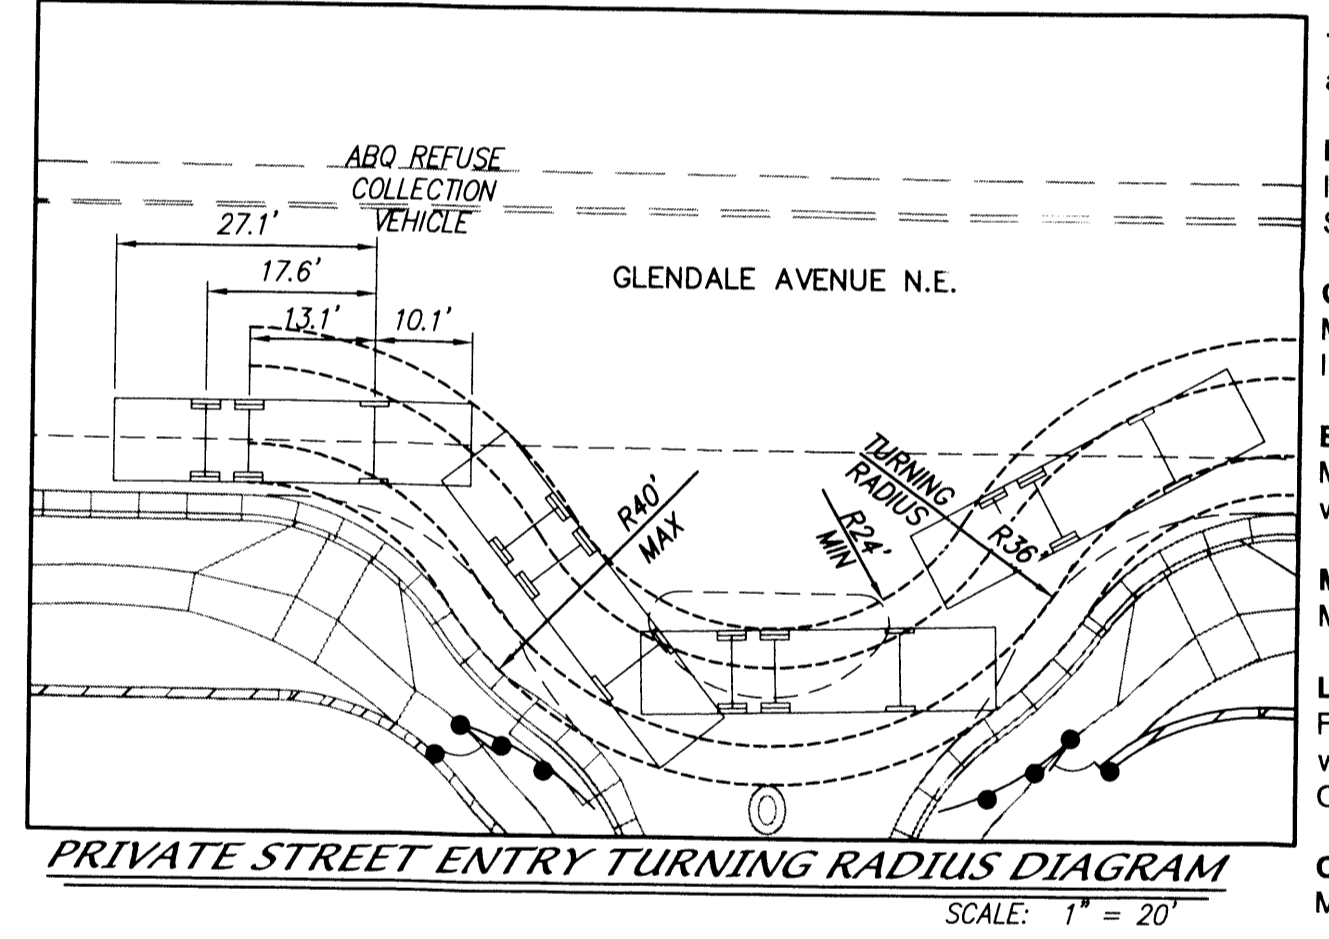 ABQ REFUSE
COLLECTION
VEHICLE
27.1'
17.6'
13.1'
10.1'
GLENDALE AVENUE N.E.
R40'
MAX
TURNING
RADIUS
R24'
MIN
R36'
PRIVATE STREET ENTRY TURNING RADIUS DIAGRAM
SCALE: 1" = 20'